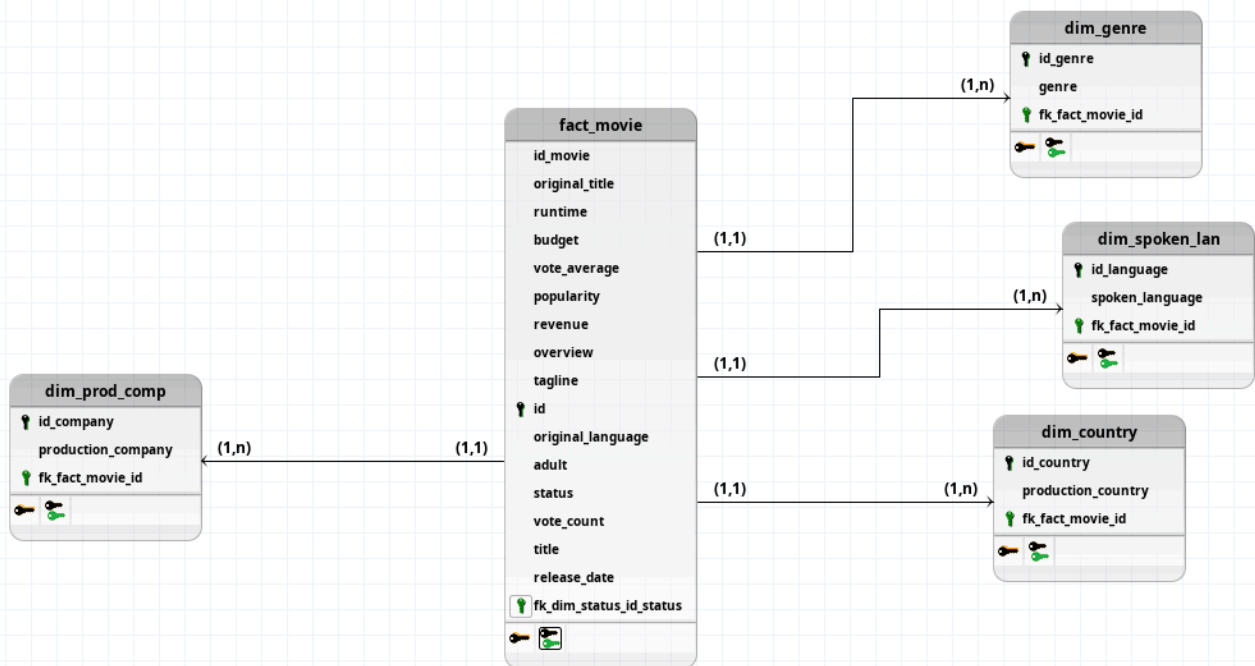 dim_genre
id_genre
genre
fk_fact_movie_id
(1,n)
fact_movie
id_movie
original_title
runtime
budget
vote_average
popularity
revenue
overview
tagline
id
original_language
adult
status
vote_count
title
release_date
fk_dim_status_id_status
(1,1)
dim_spoken_lan
id_language
spoken_language
fk_fact_movie_id
(1,n)
(1,1)
dim_prod_comp
id_company
production_company
fk_fact_movie_id
(1,n)
(1,1)
dim_country
id_country
production_country
fk_fact_movie_id
(1,1)
(1,n)